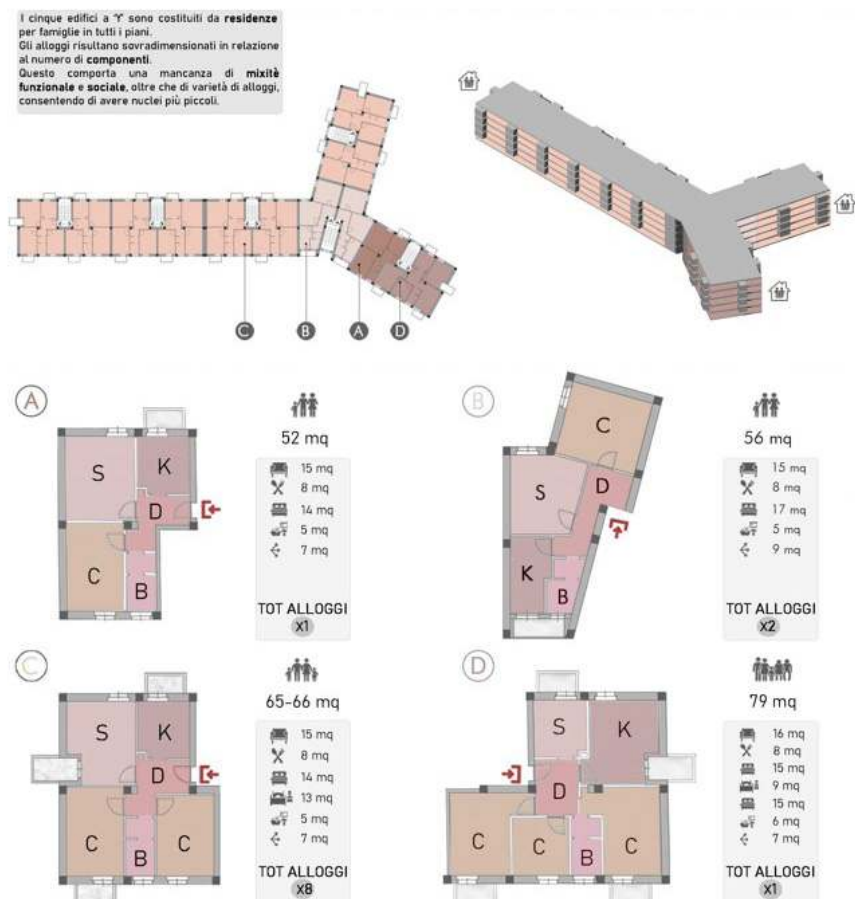 I cinque edifici a 'Y' sono costituiti da residenze
per famiglie in tutti i piani.
Gli alloggi risultano sovradimensionati in relazione
al numero di componenti.
Questo comporta una mancanza di mixitè
funzionale e sociale, oltre che di varietà di alloggi,
consentendo di avere nuclei più piccoli.
C
B
A
D
A
S
K
D
C
B
52 mq
15 mq
8 mq
14 mq
5 mq
7 mq
TOT ALLOGGI
x1
B
C
S
D
K
B
56 mq
15 mq
8 mq
17 mq
5 mq
9 mq
TOT ALLOGGI
x2
C
S
K
D
C
B
C
65-66 mq
15 mq
8 mq
14 mq
13 mq
5 mq
7 mq
TOT ALLOGGI
x8
D
S
K
D
C
C
B
C
79 mq
16 mq
8 mq
15 mq
9 mq
15 mq
6 mq
7 mq
TOT ALLOGGI
x1